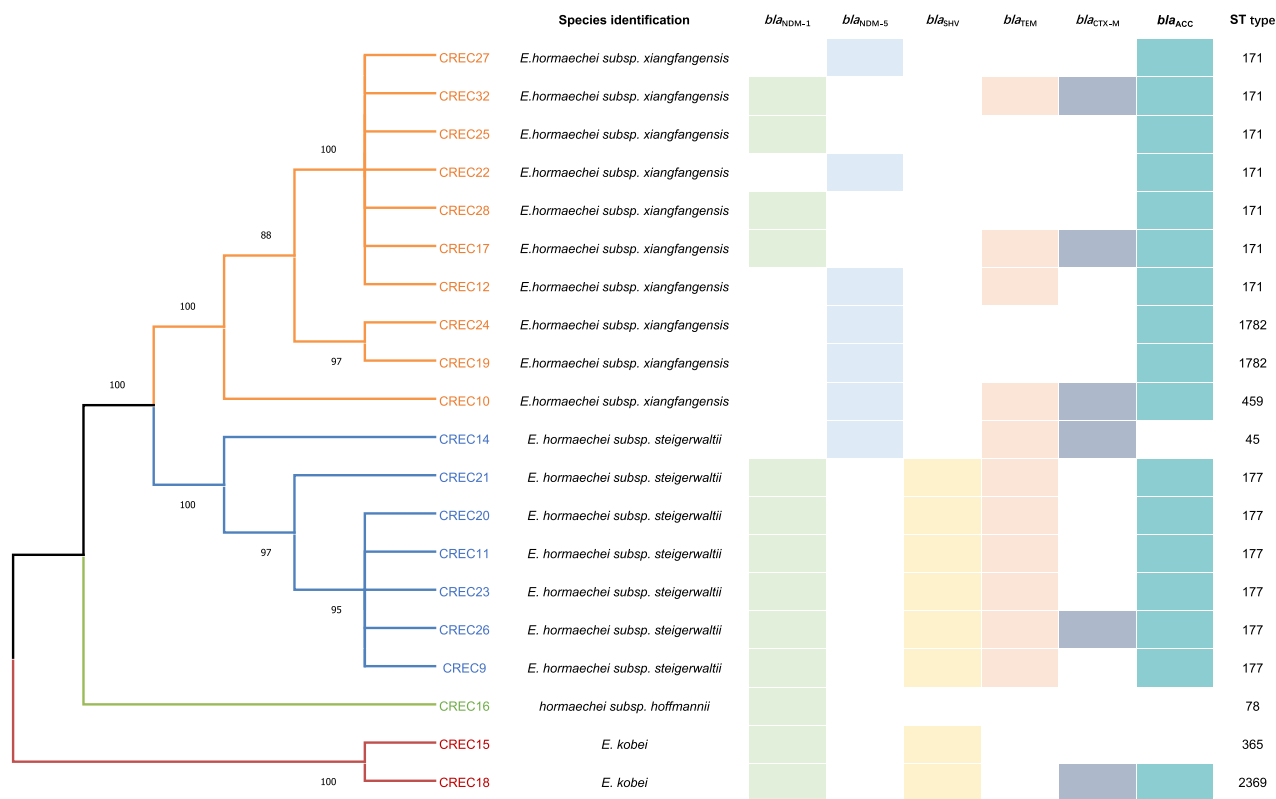 Species identification blaNDM-1 blaNDM-5 blaSHV blaTEM blaCTX-M blaACC ST type
CREC27 E.hormaechei subsp. xiangfangensis 171
CREC32 E.hormaechei subsp. xiangfangensis 171
CREC25 E.hormaechei subsp. xiangfangensis 171
100
CREC22 E.hormaechei subsp. xiangfangensis 171
CREC28 E.hormaechei subsp. xiangfangensis 171
88
CREC17 E.hormaechei subsp. xiangfangensis 171
CREC12 E.hormaechei subsp. xiangfangensis 171
100
CREC24 E.hormaechei subsp. xiangfangensis 1782
97
CREC19 E.hormaechei subsp. xiangfangensis 1782
100
CREC10 E.hormaechei subsp. xiangfangensis 459
CREC14 E. hormaechei subsp. steigerwaltii 45
CREC21 E. hormaechei subsp. steigerwaltii 177
100
CREC20 E. hormaechei subsp. steigerwaltii 177
97
CREC11 E. hormaechei subsp. steigerwaltii 177
CREC23 E. hormaechei subsp. steigerwaltii 177
95
CREC26 E. hormaechei subsp. steigerwaltii 177
CREC9 E. hormaechei subsp. steigerwaltii 177
CREC16 hormaechei subsp. hoffmannii 78
CREC15 E. kobei 365
100
CREC18 E. kobei 2369